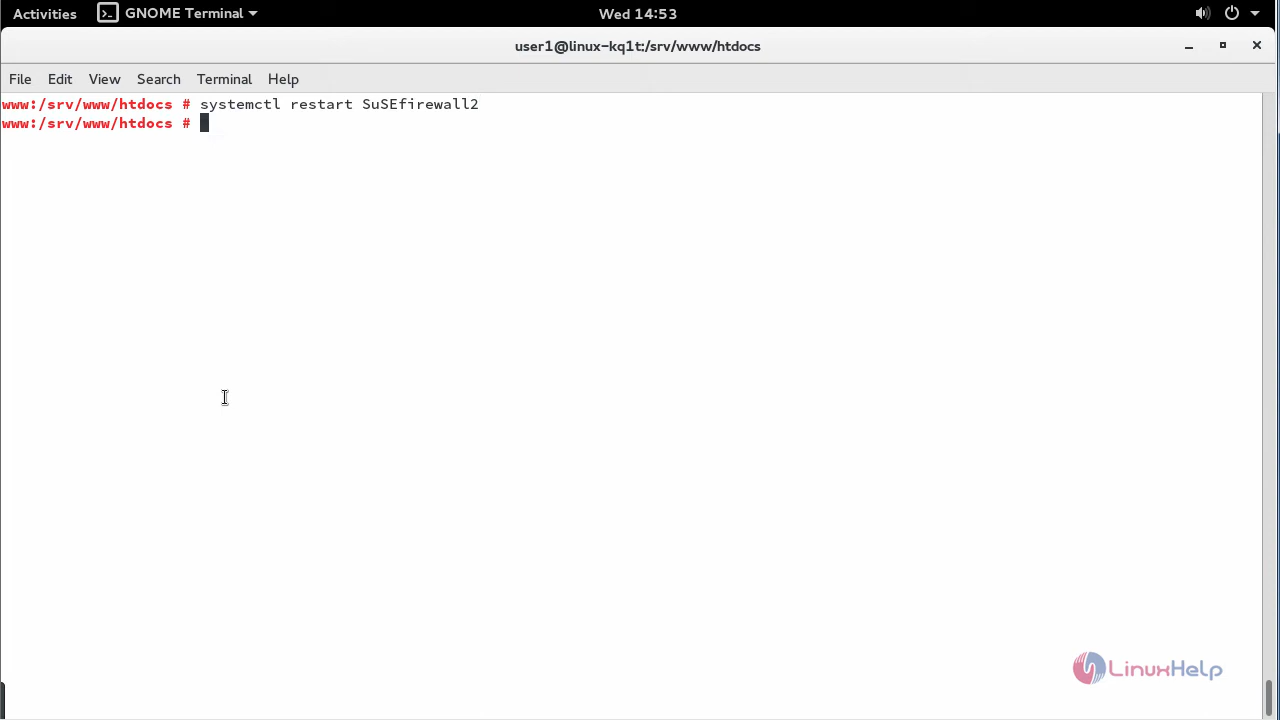 Activities GNOME Terminal Wed 14:53
user1@linux-kq1t:/srv/www/htdocs
File Edit View Search Terminal Help
www:/srv/www/htdocs # systemctl restart SuSEfirewall2
www:/srv/www/htdocs #
LinuxHelp